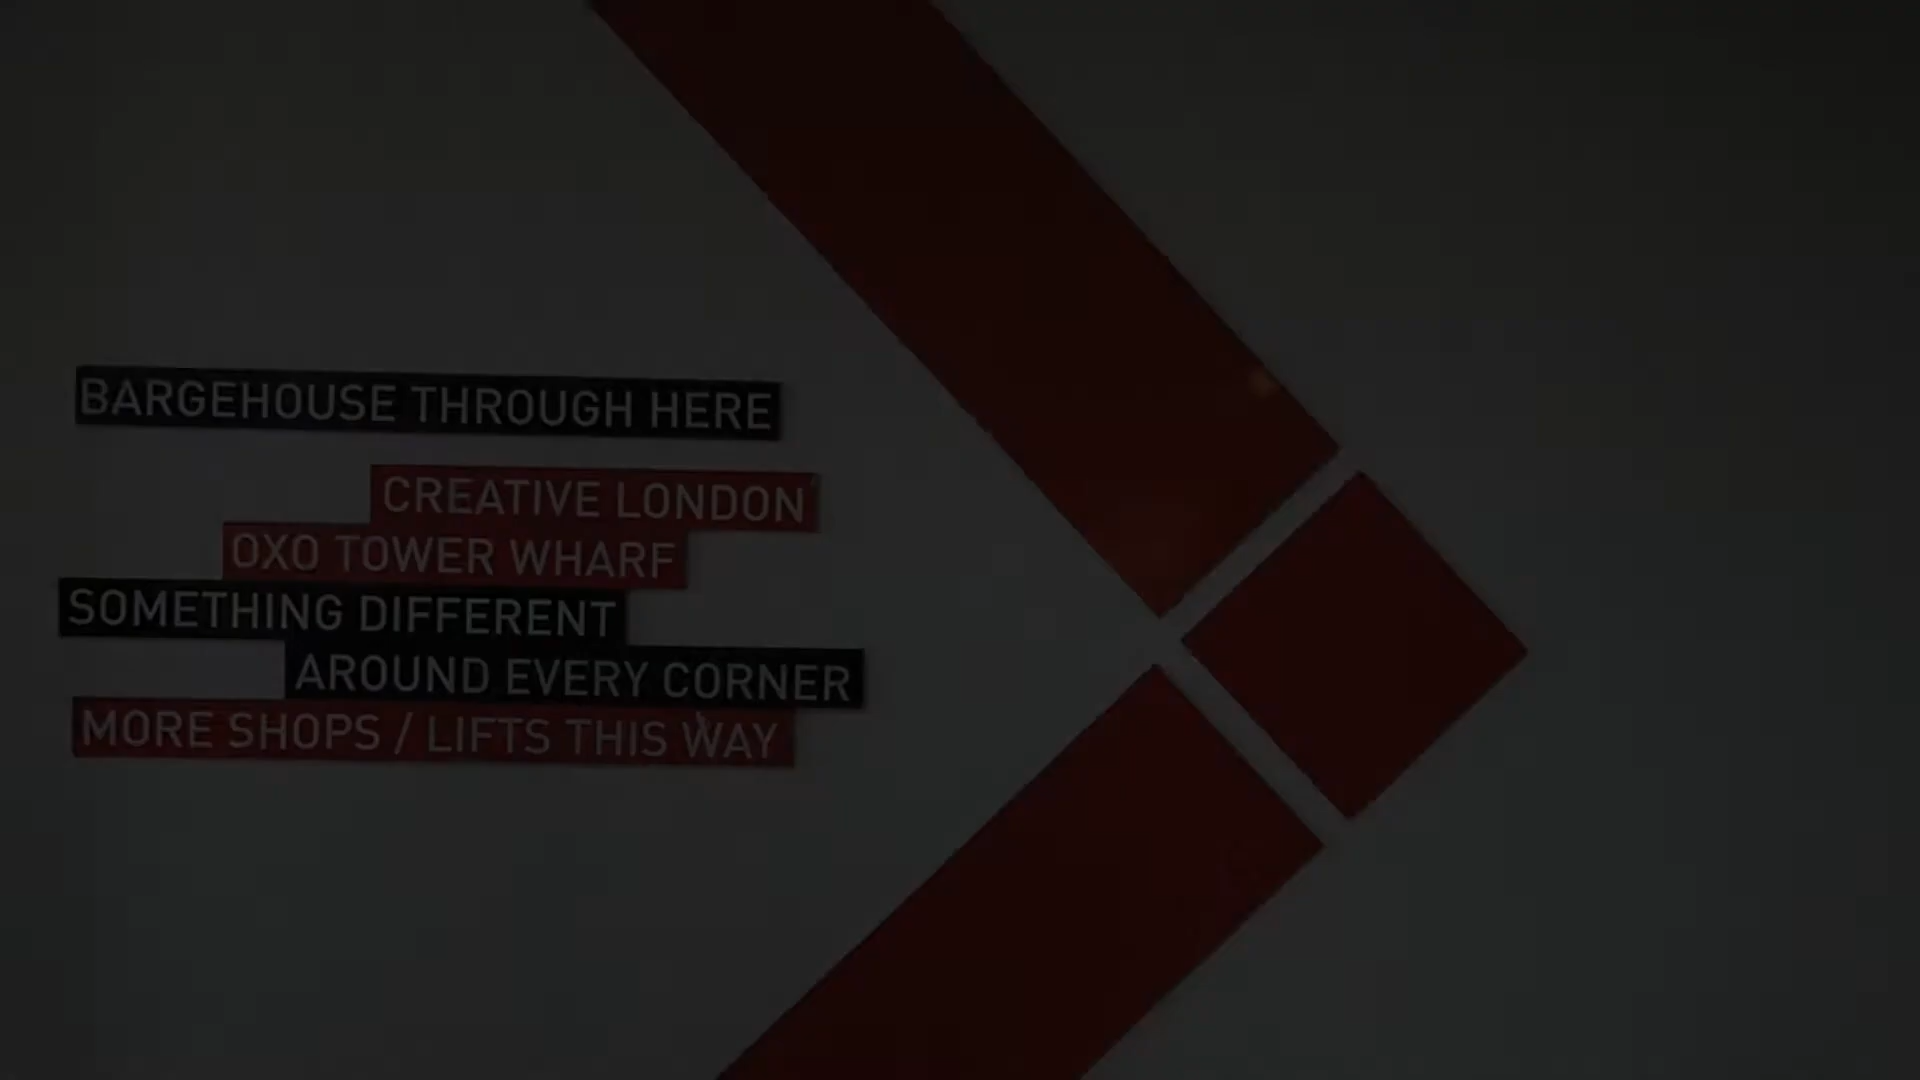 BARGEHOUSE THROUGH HERE
CREATIVE LONDON
OXO TOWER WHARF
SOMETHING DIFFERENT
AROUND EVERY CORNER
MORE SHOPS / LIFTS THIS WAY